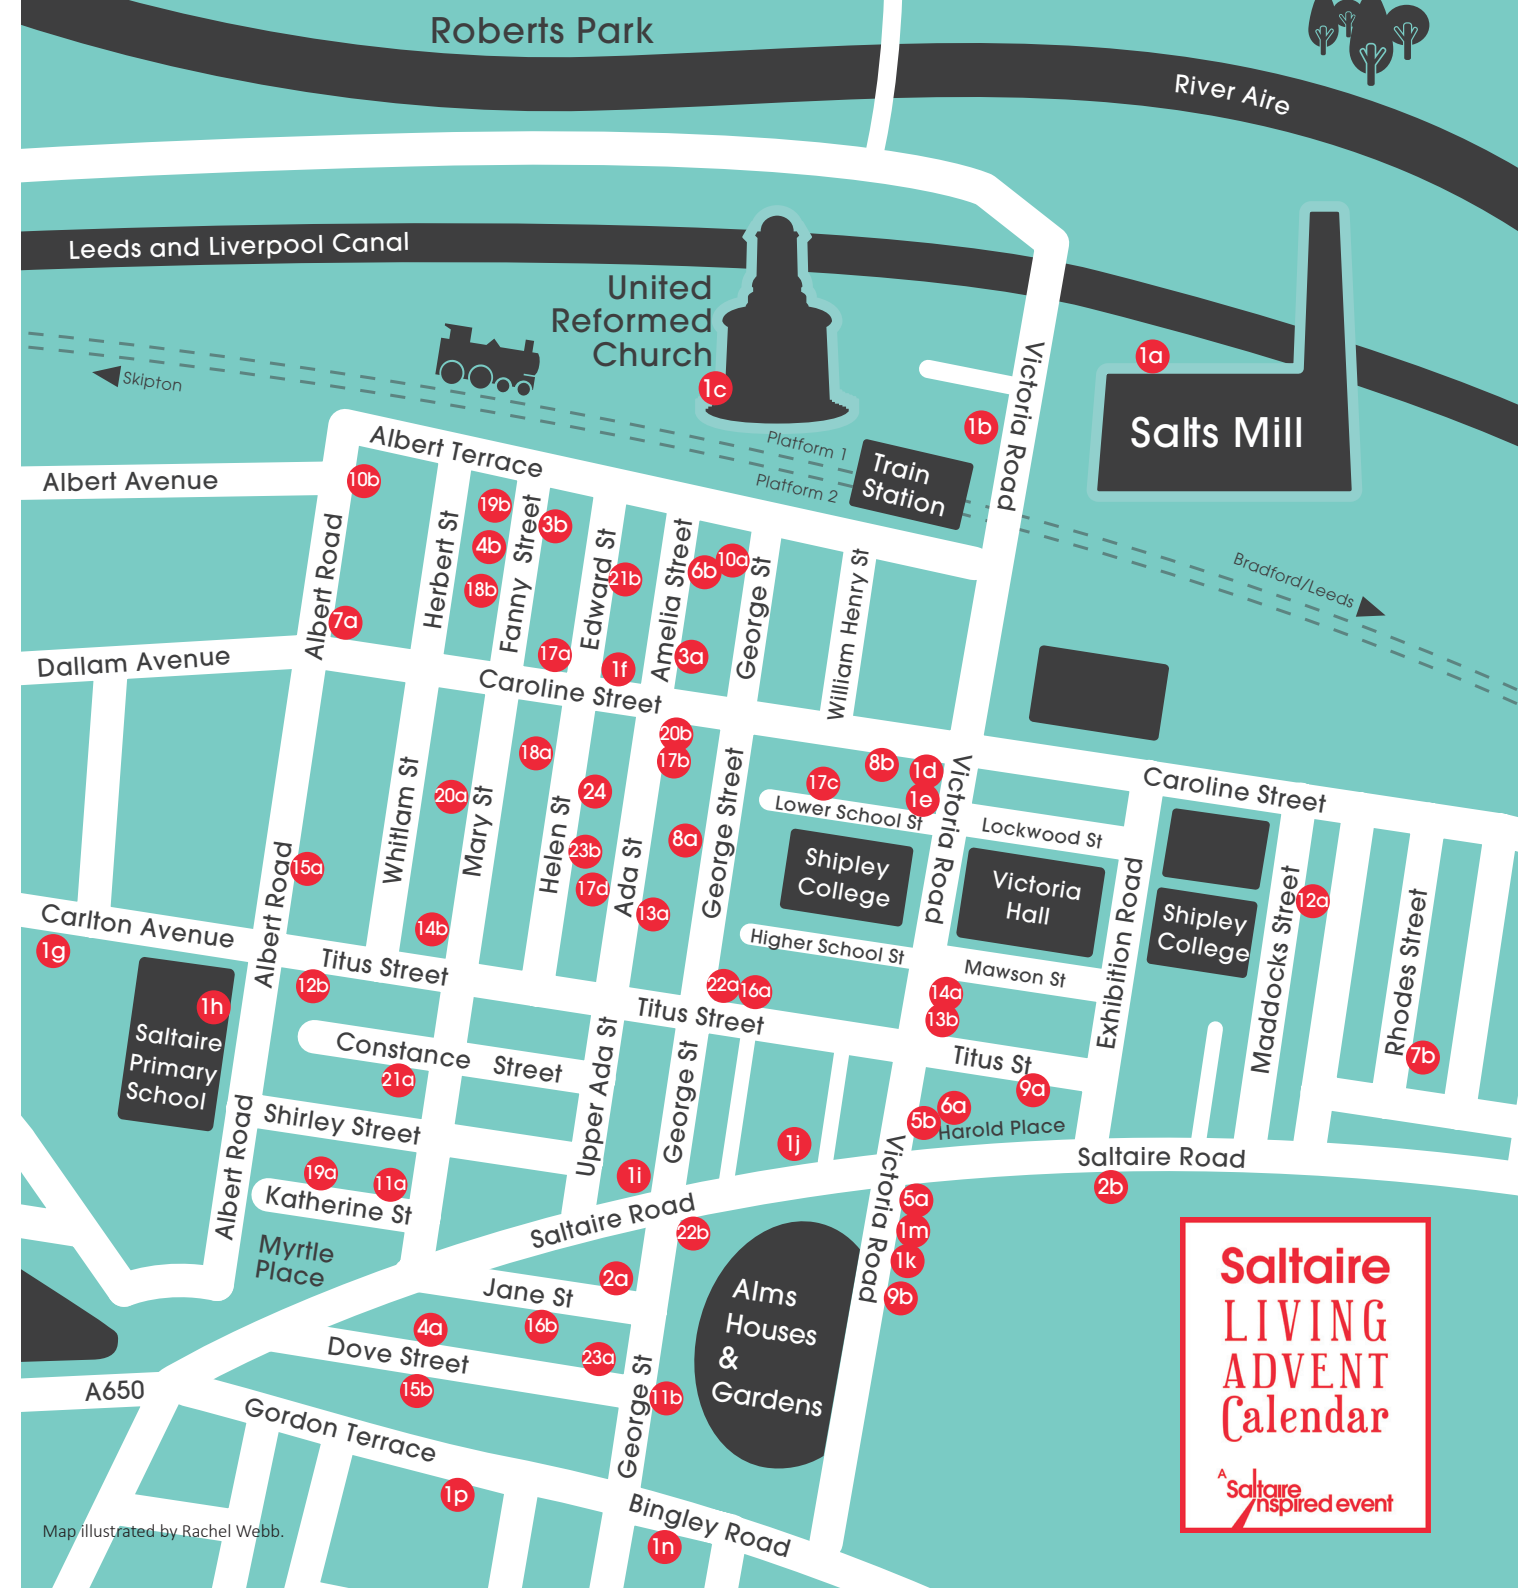 Roberts Park
River Aire
Leeds and Liverpool Canal
United
Reformed
Church
1c
1a
Salts Mill
Skipton
Victoria Road
1b
Platform 1
Platform 2
Train
Station
Bradford/Leeds
Albert Terrace
Albert Avenue
10b
19b
3b
4b
18b
21b
6b
10a
Albert Road
Herbert St
Fanny Street
Edward St
Amelia Street
George St
William Henry St
7a
17a
1f
3a
Dallam Avenue
Caroline Street
20b
17b
18a
24
20a
8b
1d
17c
1e
Lower School St
Victoria Road
Lockwood St
Caroline Street
Whitlam St
Mary St
Helen St
Ada St
George Street
23b
8a
17d
13a
15a
14b
Shipley
College
Victoria
Hall
Exhibition Road
Shipley
College
Maddocks Street
12a
Rhodes Street
7b
Carlton Avenue
1g
Albert Road
Titus Street
12b
Higher School St
Mawson St
22a
16a
14a
13b
Titus Street
Titus St
9a
1h
Saltaire
Primary
School
Constance Street
21a
Upper Ada St
George St
Shirley Street
Albert Road
19a
11a
Katherine St
Myrtle
Place
1j
1i
6a
5b
Harold Place
Saltaire Road
2b
Saltaire Road
22b
Victoria Road
5a
1m
1k
9b
Alms
Houses
&
Gardens
Jane St
2a
16b
4a
Dove Street
23a
15b
11b
George St
A650
Gordon Terrace
1p
Bingley Road
1n
Saltaire
LIVING
ADVENT
Calendar
A
Saltaire
Inspired event
Map illustrated by Rachel Webb.